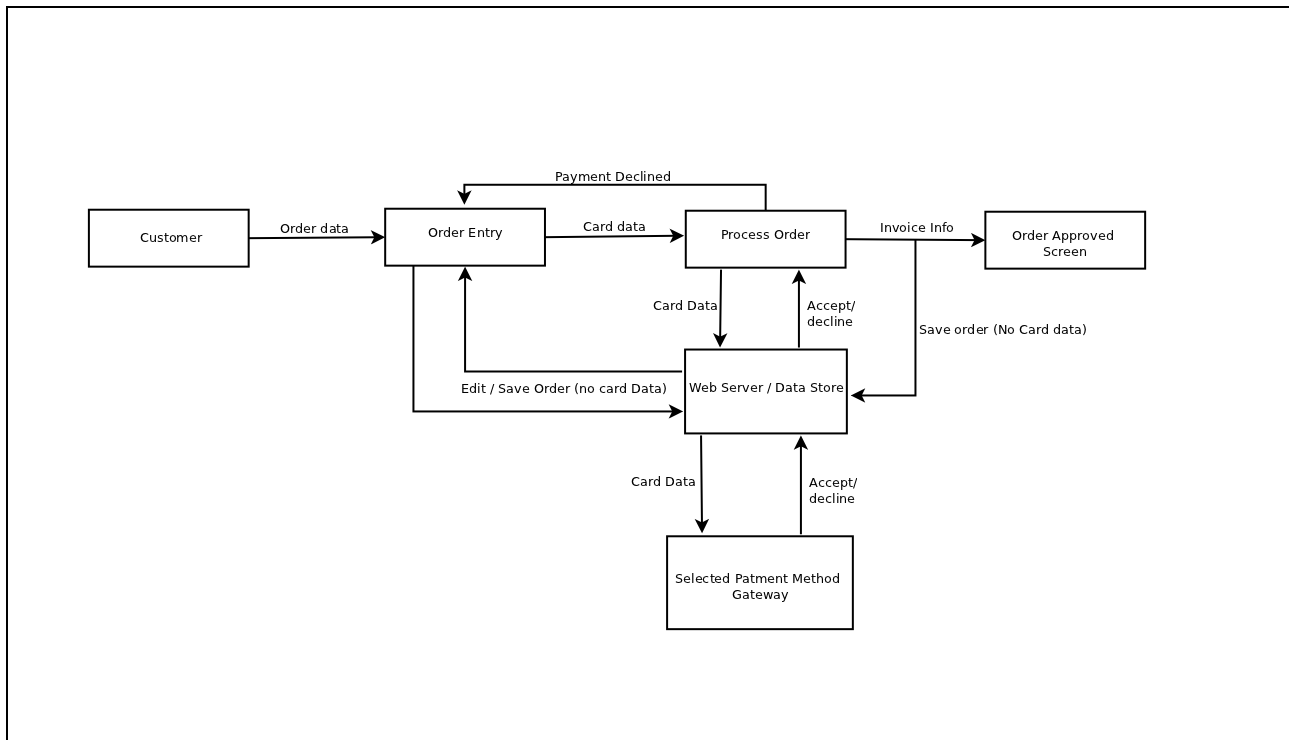 Payment Declined
Customer
Order data
Order Entry
Card data
Process Order
Invoice Info
Order Approved
Screen
Card Data
Accept/
decline
Save order (No Card data)
Edit / Save Order (no card Data)
Web Server / Data Store
Card Data
Accept/
decline
Selected Patment Method
Gateway